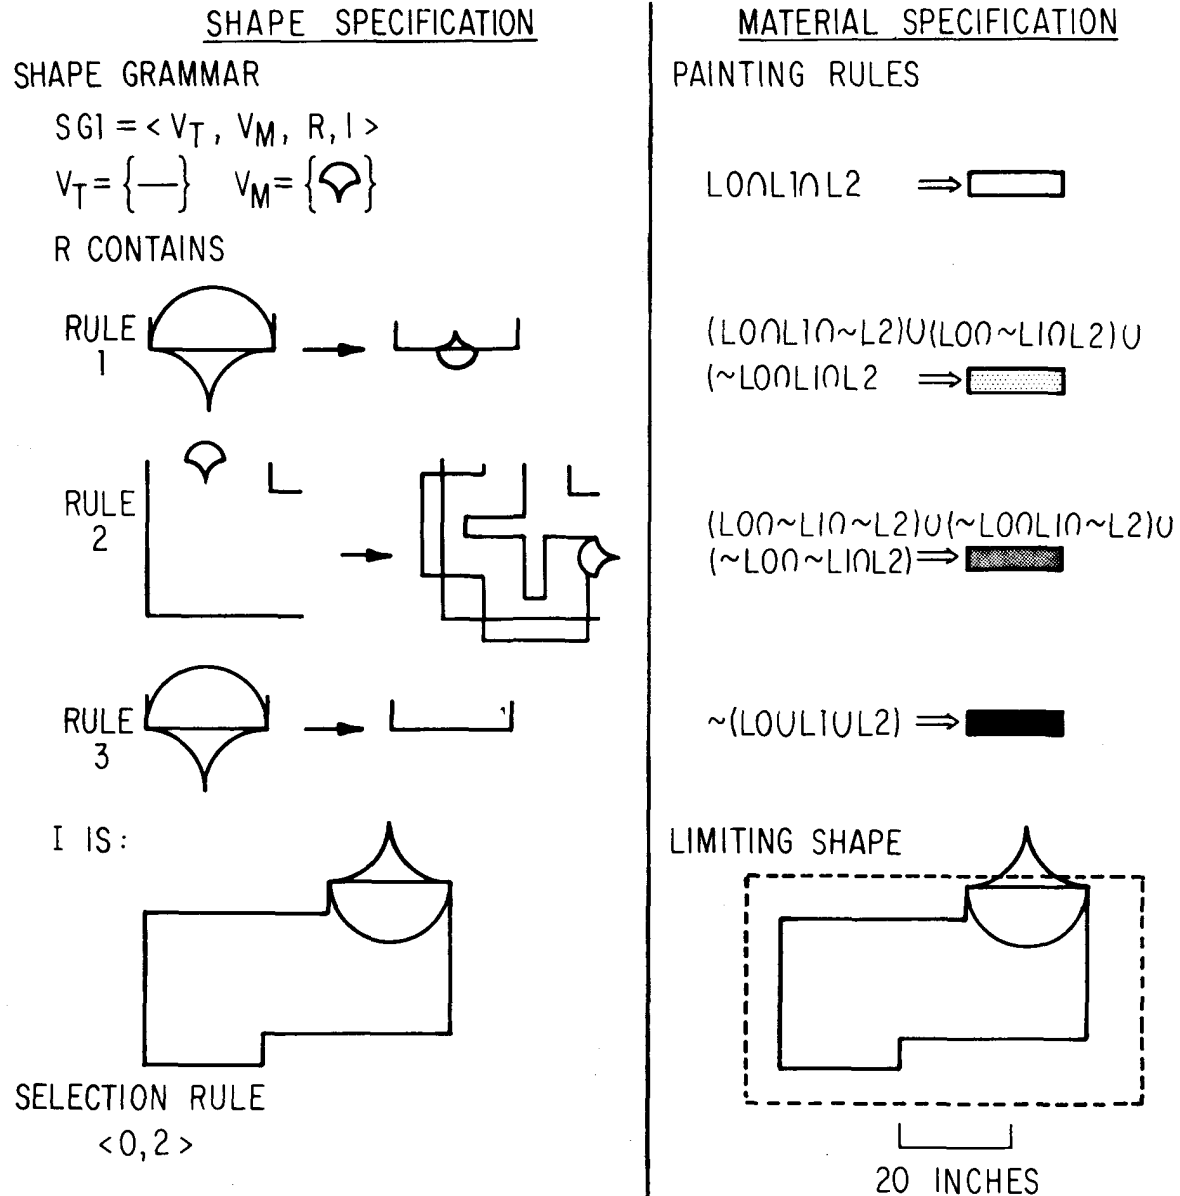 SHAPE SPECIFICATION
SHAPE GRAMMAR
SG1 = < V_T, V_M, R, I >
V_T = { — } V_M = { }
R CONTAINS
RULE
1
RULE
2
RULE
3
I IS:
SELECTION RULE
<0,2>
MATERIAL SPECIFICATION
PAINTING RULES
L0∩L1∩L2 ⇒
(L0∩L1∩~L2)∪(L0∩~L1∩L2)∪
(~L0∩L1∩L2 ⇒
(L0∩~L1∩~L2)∪(~L0∩L1∩~L2)∪
(~L0∩~L1∩L2) ⇒
~(L0∪L1∪L2) ⇒
LIMITING SHAPE
20 INCHES